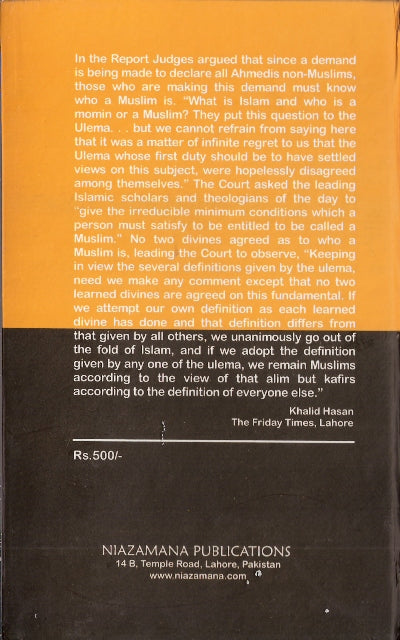 In the Report Judges argued that since a demand
is being made to declare all Ahmedis non-Muslims,
those who are making this demand must know
who a Muslim is. “What is Islam and who is a
momin or a Muslim? They put this question to the
Ulema. . . but we cannot refrain from saying here
that it was a matter of infinite regret to us that the
Ulema whose first duty should be to have settled
views on this subject, were hopelessly disagreed
among themselves.” The Court asked the leading
Islamic scholars and theologians of the day to
“give the irreducible minimum conditions which a
person must satisfy to be entitled to be called a
Muslim.” No two divines agreed as to who a
Muslim is, leading the Court to observe, “Keeping
in view the several definitions given by the ulema,
need we make any comment except that no two
learned divines are agreed on this fundamental. If
we attempt our own definition as each learned
divine has done and that definition differs from
that given by all others, we unanimously go out of
the fold of Islam, and if we adopt the definition
given by any one of the ulema, we remain Muslims
according to the view of that alim but kafirs
according to the definition of everyone else.”
Khalid Hasan
The Friday Times, Lahore
Rs.500/-
NIAZAMANA PUBLICATIONS
14 B, Temple Road, Lahore, Pakistan
www.niazamana.com